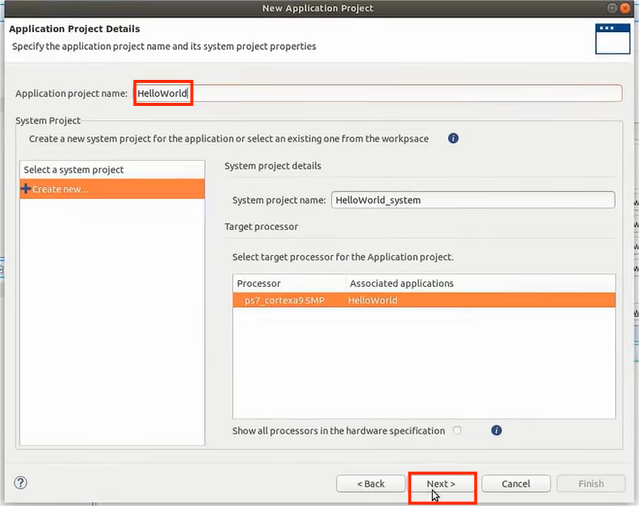 New Application Project
Application Project Details
Specify the application project name and its system project properties
Application project name: HelloWorld
System Project
Create a new system project for the application or select an existing one from the workpsace
Select a system project
Create new...
System project details
System project name: HelloWorld_system
Target processor
Select target processor for the Application project.
Processor Associated applications
ps7_cortexa9 SMP HelloWorld
Show all processors in the hardware specification
< Back Next > Cancel Finish